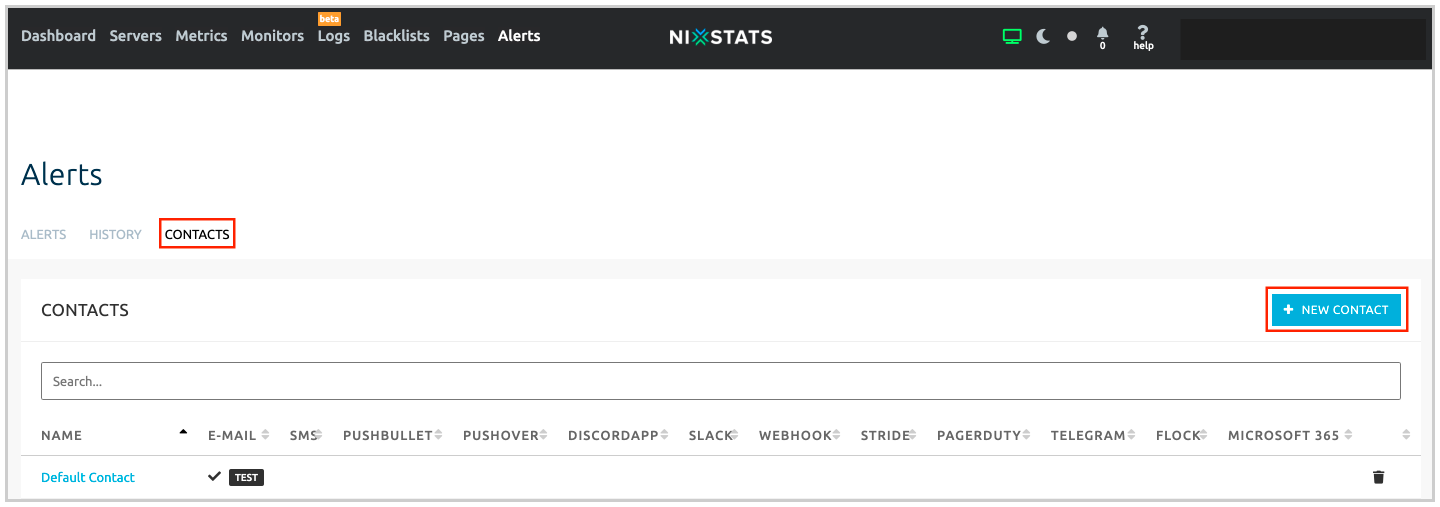 beta
Dashboard Servers Metrics Monitors Logs Blacklists Pages Alerts NIXSTATS 0 ? help
Alerts
ALERTS HISTORY CONTACTS
CONTACTS + NEW CONTACT
Search...
NAME E-MAIL SMS PUSHBULLET PUSHOVER DISCORDAPP SLACK WEBHOOK STRIDE PAGERDUTY TELEGRAM FLOCK MICROSOFT 365
Default Contact TEST